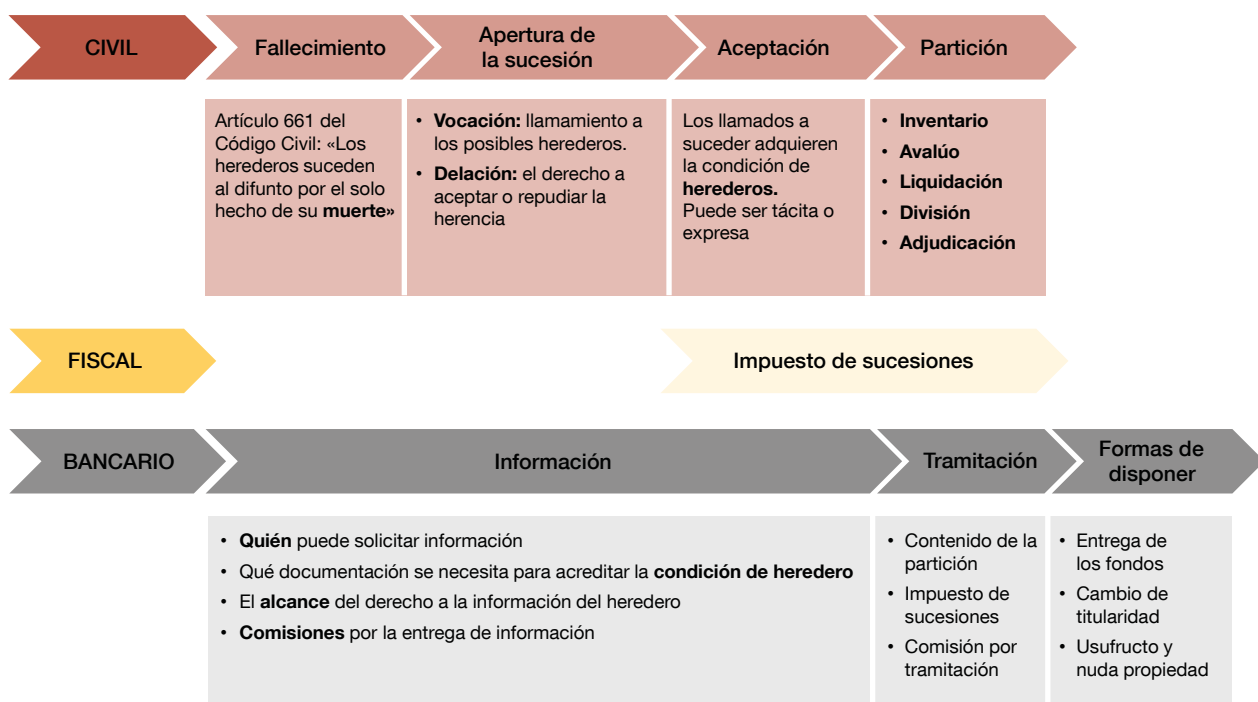 CIVIL
Fallecimiento
Apertura de
la sucesión
Aceptación
Partición
Artículo 661 del
Código Civil: «Los
herederos suceden
al difunto por el solo
hecho de su muerte»
• Vocación: llamamiento a
los posibles herederos.
• Delación: el derecho a
aceptar o repudiar la
herencia
Los llamados a
suceder adquieren
la condición de
herederos.
Puede ser tácita o
expresa
• Inventario
• Avalúo
• Liquidación
• División
• Adjudicación
FISCAL
Impuesto de sucesiones
BANCARIO
Información
Tramitación
Formas de
disponer
• Quién puede solicitar información
• Qué documentación se necesita para acreditar la condición de heredero
• El alcance del derecho a la información del heredero
• Comisiones por la entrega de información
• Contenido de la
partición
• Impuesto de
sucesiones
• Comisión por
tramitación
• Entrega de
los fondos
• Cambio de
titularidad
• Usufructo y
nuda propiedad